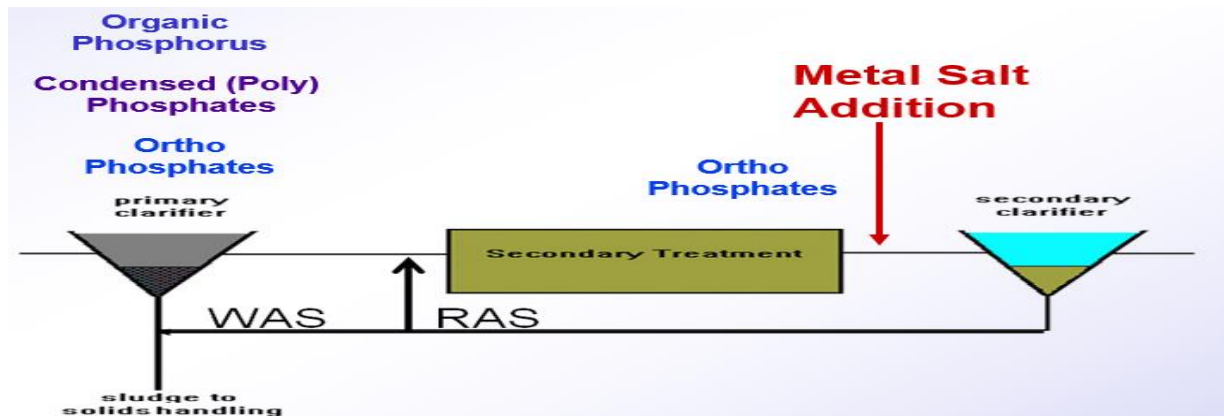 Organic
Phosphorus
Condensed (Poly)
Phosphates
Ortho
Phosphates
primary
clarifier
Metal Salt
Addition
Ortho
Phosphates
secondary
clarifier
Secondary Treatment
WAS
RAS
sludge to
solids handling